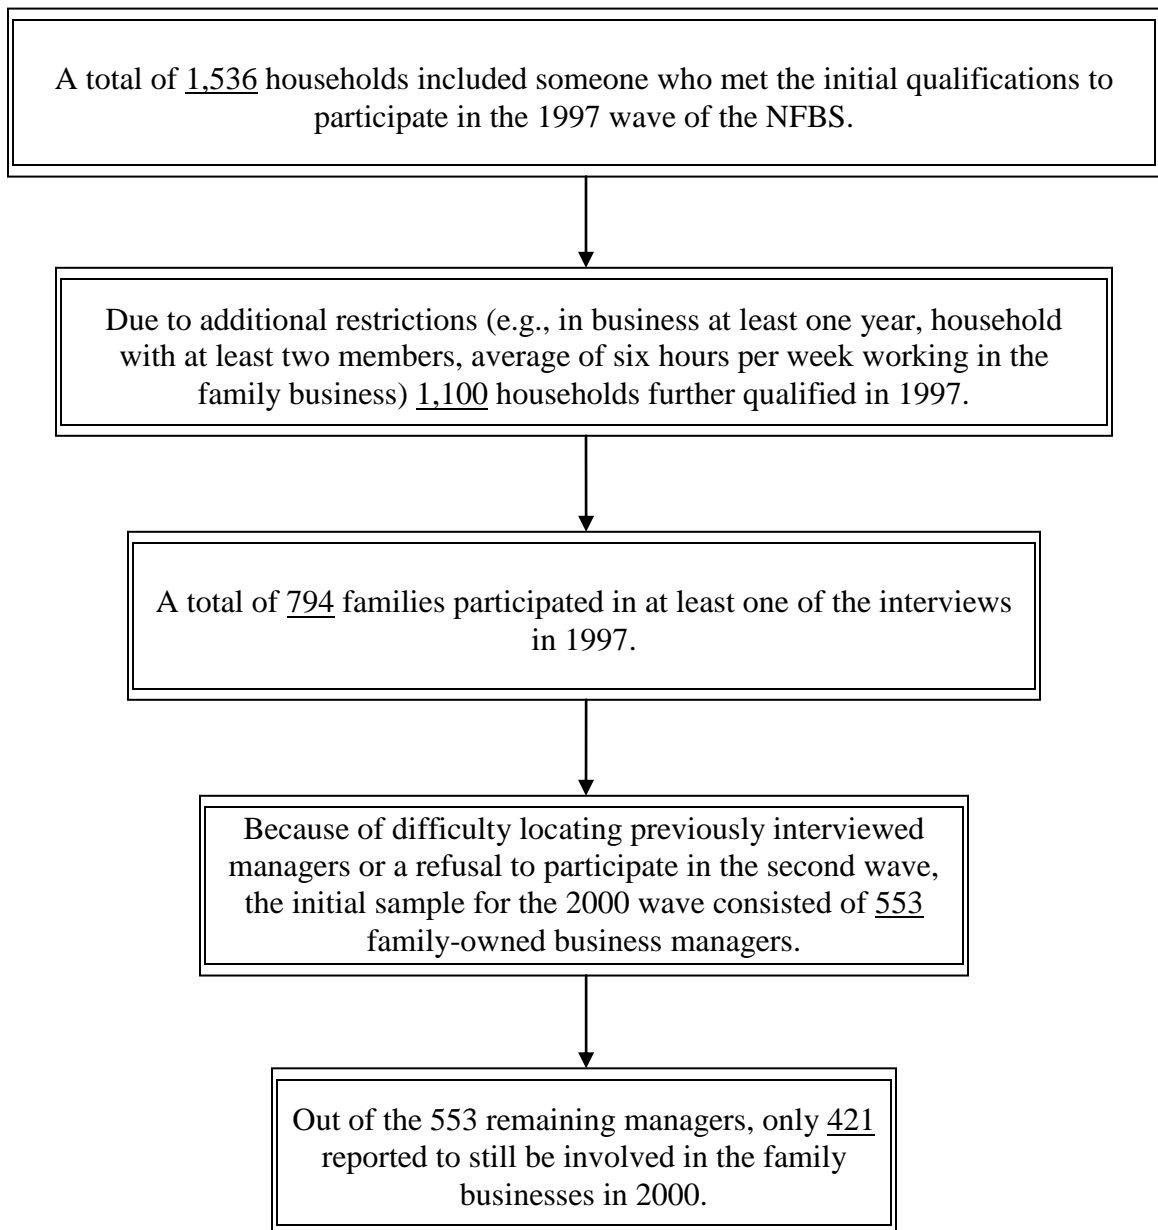 A total of 1,536 households included someone who met the initial qualifications to
participate in the 1997 wave of the NFBS.
Due to additional restrictions (e.g., in business at least one year, household
with at least two members, average of six hours per week working in the
family business) 1,100 households further qualified in 1997.
A total of 794 families participated in at least one of the interviews
in 1997.
Because of difficulty locating previously interviewed
managers or a refusal to participate in the second wave,
the initial sample for the 2000 wave consisted of 553
family-owned business managers.
Out of the 553 remaining managers, only 421
reported to still be involved in the family
businesses in 2000.